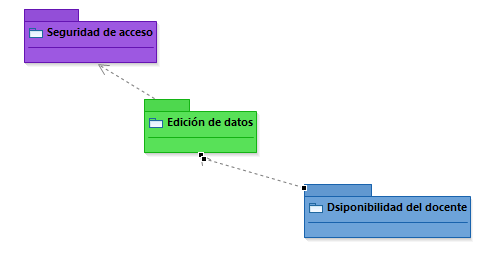 Seguridad de acceso
Edición de datos
Dsiponibilidad del docente